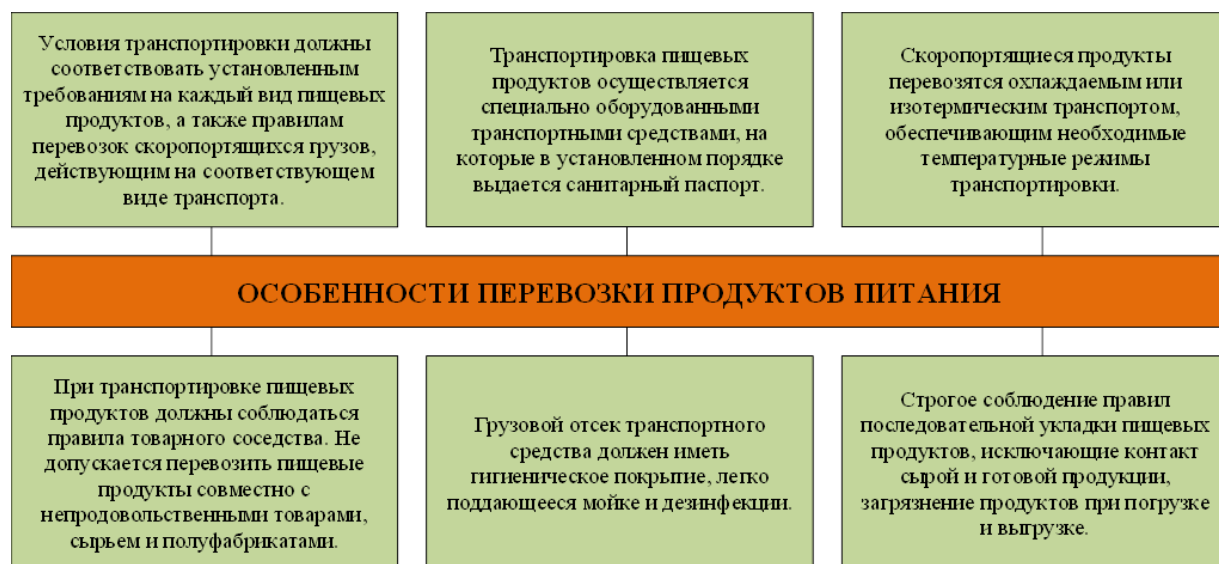 Условия транспортировки должны
соответствовать установленным
требованиям на каждый вид пищевых
продуктов, а также правилам
перевозок скоропортящихся грузов,
действующим на соответствующем
виде транспорта.
Транспортировка пищевых
продуктов осуществляется
специально оборудованными
транспортными средствами, на
которые в установленном порядке
выдается санитарный паспорт.
Скоропортящиеся продукты
перевозятся охлаждаемым или
изотермическим транспортом,
обеспечивающим необходимые
температурные режимы
транспортировки.
ОСОБЕННОСТИ ПЕРЕВОЗКИ ПРОДУКТОВ ПИТАНИЯ
При транспортировке пищевых
продуктов должны соблюдаться
правила товарного соседства. Не
допускается перевозить пищевые
продукты совместно с
непродовольственными товарами,
сырьем и полуфабрикатами.
Грузовой отсек транспортного
средства должен иметь
гигиеническое покрытие, легко
поддающееся мойке и дезинфекции.
Строгое соблюдение правил
последовательной укладки пищевых
продуктов, исключающие контакт
сырой и готовой продукции,
загрязнение продуктов при погрузке
и выгрузке.